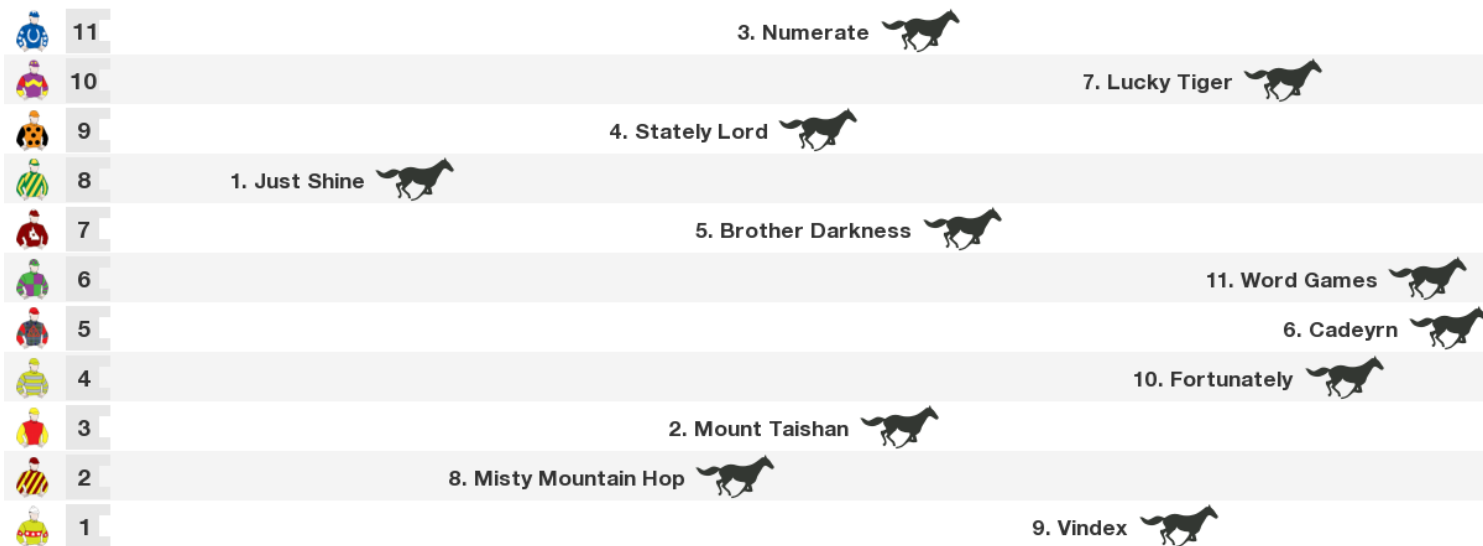 11 3. Numerate
10 7. Lucky Tiger
9 4. Stately Lord
8 1. Just Shine
7 5. Brother Darkness
6 11. Word Games
5 6. Cadeyrn
4 10. Fortunately
3 2. Mount Taishan
2 8. Misty Mountain Hop
1 9. Vindex